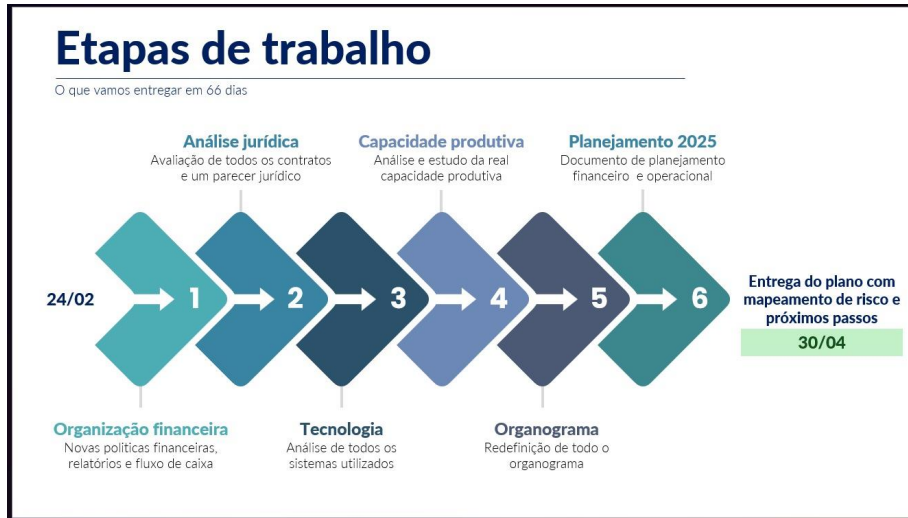 Etapas de trabalho
O que vamos entregar em 66 dias
Análise jurídica
Avaliação de todos os contratos
e um parecer jurídico
Capacidade produtiva
Análise e estudo da real
capacidade produtiva
Planejamento 2025
Documento de planejamento
financeiro e operacional
24/02
1
2
3
4
5
6
Entrega do plano com
mapeamento de risco e
próximos passos
30/04
Organização financeira
Novas politicas financeiras,
relatórios e fluxo de caixa
Tecnologia
Análise de todos os
sistemas utilizados
Organograma
Redefinição de todo o
organograma